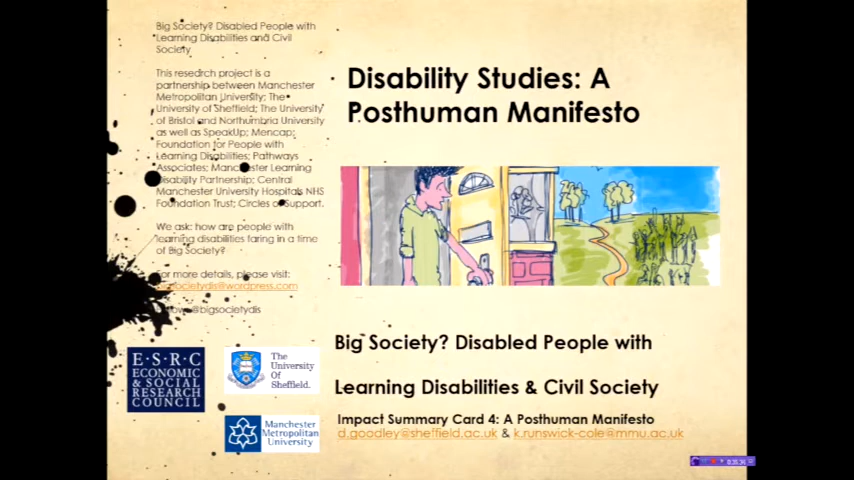 Big Society? Disabled People with
Learning Disabilities and Civil
Society
This research project is a
partnership between Manchester
Metropolitan University; The
University of Sheffield; The University
of Bristol and Northumbria University
as well as SpeakUp; Mencap;
Foundation for People with
Learning Disabilities; Pathways
Associates; Manchester Learning
Disability Partnership; Central
Manchester University Hospitals NHS
Foundation Trust; Circles of Support.
We ask: how are people with
learning disabilities faring in a time
of Big Society?
For more details, please visit:
bigsocietydis@wordpress.com
@bigsocietydis
Disability Studies: A
Posthuman Manifesto
Big Society? Disabled People with
Learning Disabilities & Civil Society
Impact Summary Card 4: A Posthuman Manifesto
d.goodley@sheffield.ac.uk & k.runswick-cole@mmu.ac.uk
E·S·R·C
ECONOMIC
& SOCIAL
RESEARCH
COUNCIL
The
University
Of
Sheffield.
Manchester
Metropolitan
University